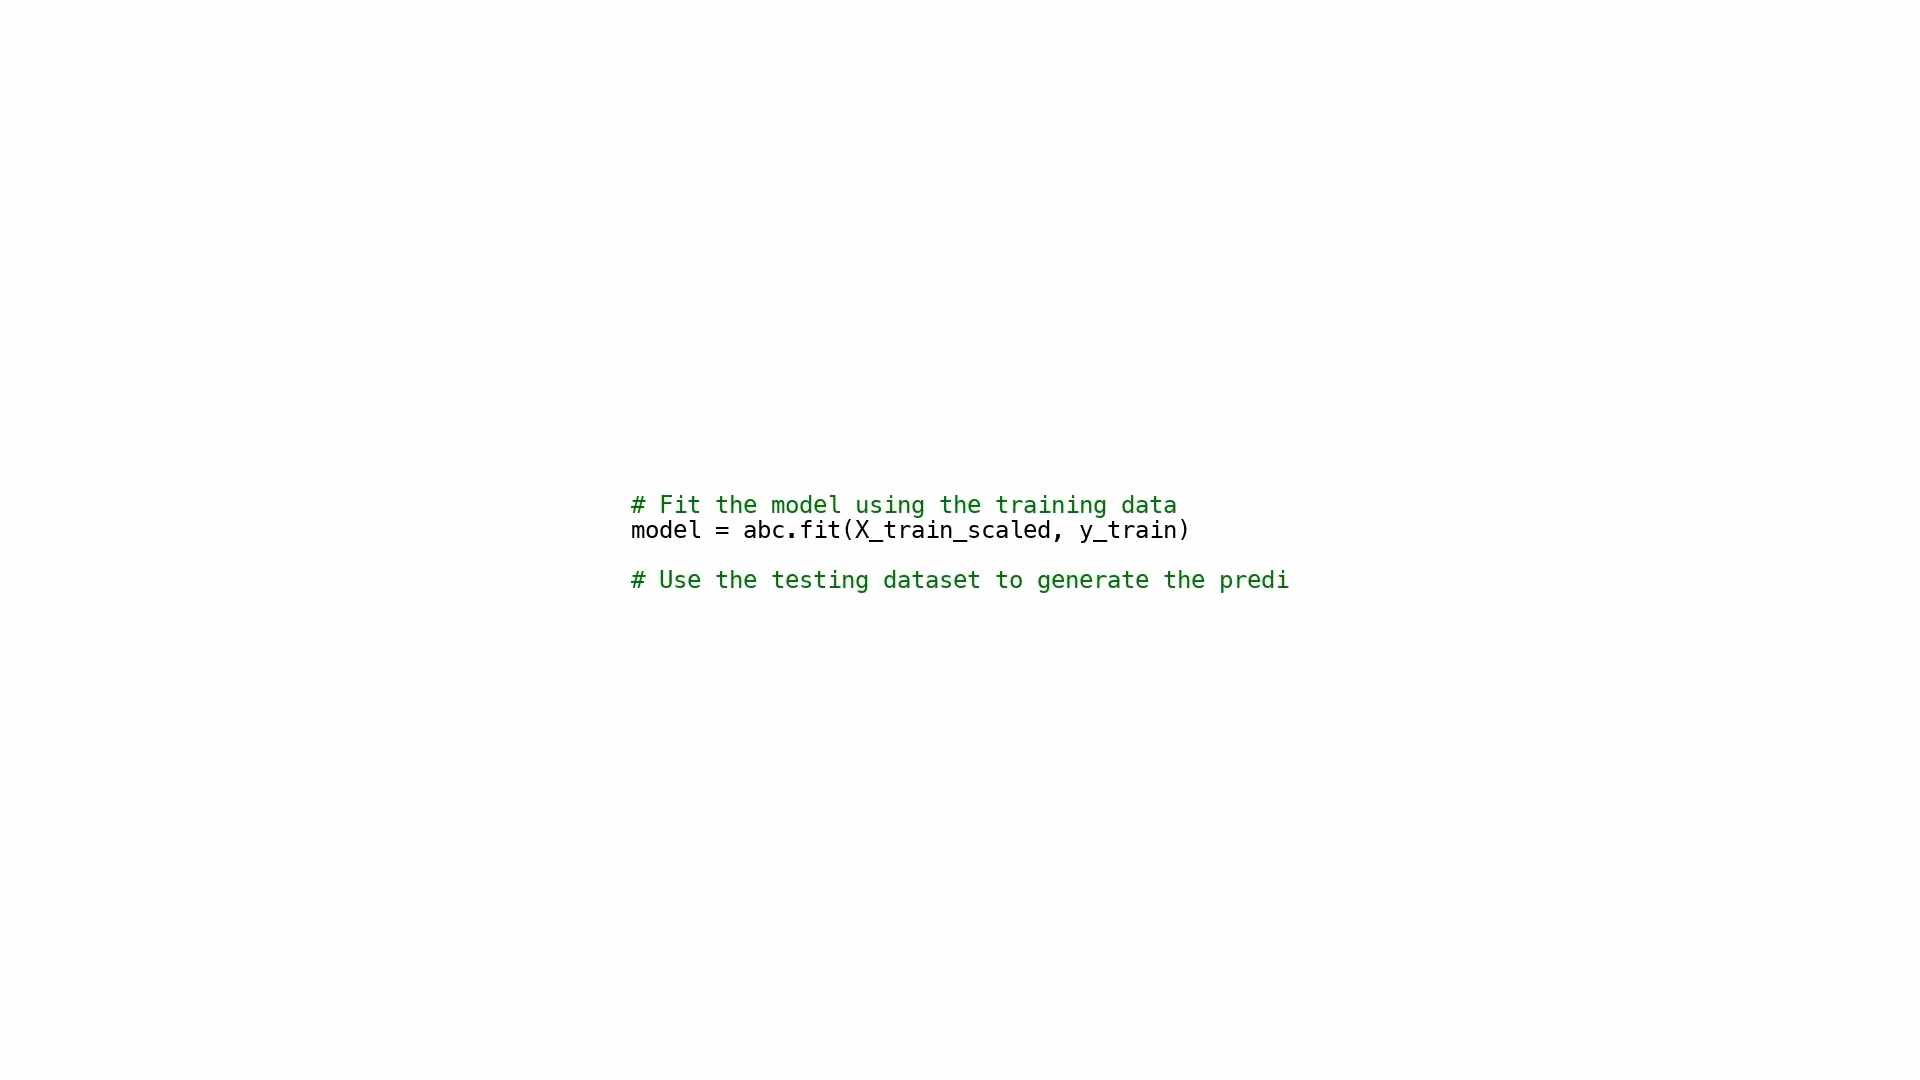 # Fit the model using the training data
model = abc.fit(X_train_scaled, y_train)
# Use the testing dataset to generate the predi